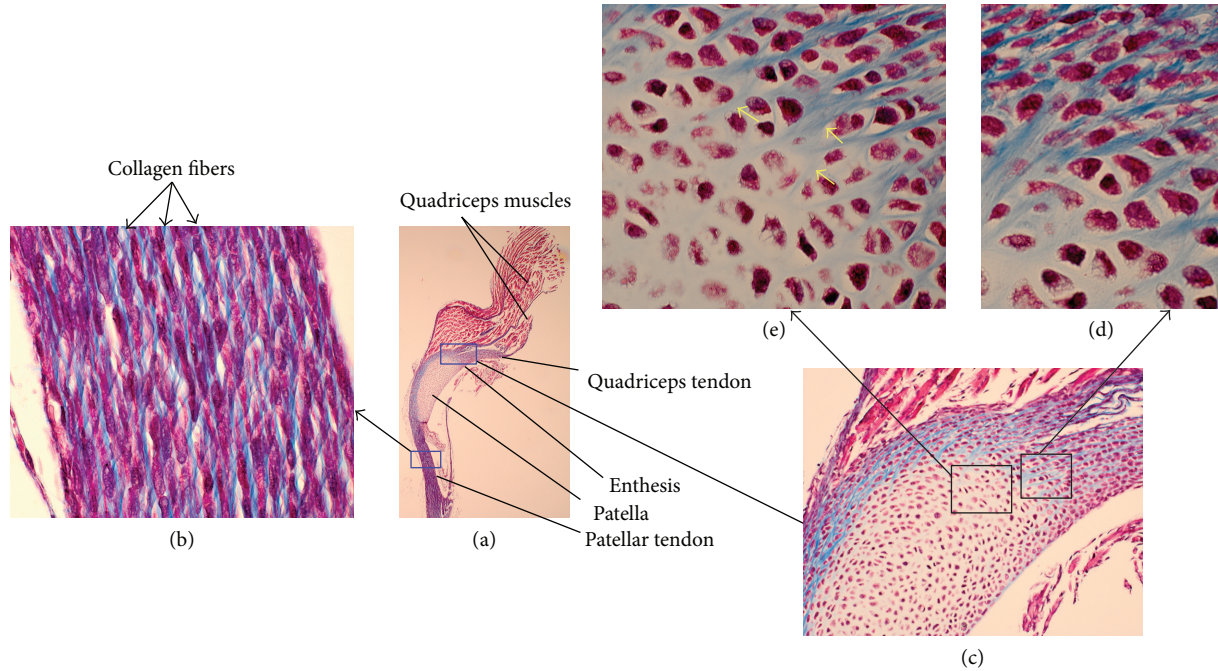 (e)
(d)
Collagen fibers
Quadriceps muscles
Quadriceps tendon
Enthesis
Patella
Patellar tendon
(b)
(a)
(c)